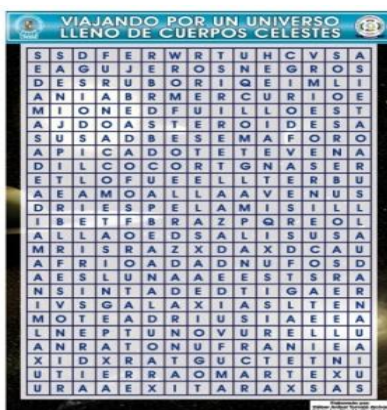 VIAJANDO POR UN UNIVERSO
LLENO DE CUERPOS CELESTES
S S D F E R W R T U H C V S A
E A G U J E R O S N E G R O S
D E S R U B O R I Q E I M L I
A N I A B R M E R C U R I O E
M I O N E D F U I L L O E S T
A J D O A S T E R O I D E S A
S U S A D B E S E M A F O R O
A P I C A D O T E T E V E N A
D I L C O C O R T T G N A S E R
E T L O F U E E L L T E R B U
A E A M O A L L A A V E N U S
D R I E S P E L A M I S I L L
I B E T F B R A Z P Q R E O L
A L L A O E D S A L I S U S A
M R I S R A Z X D A X D C A U
A F R I O A D A D N U F O S D
A E S L U N A A E E S T S R A
N S I N T A D E D T I G A E R
I V S G A L A X I A S L T E N
M O T E A D R I U S I A E E A
L N E P T U N O V U R E L L U
A N R A T O N U F R A N I E A
X I D X R A T G U C T E T N I
U T I E R R A O M A R T E X U
U R A A E X I T A R A X S A S